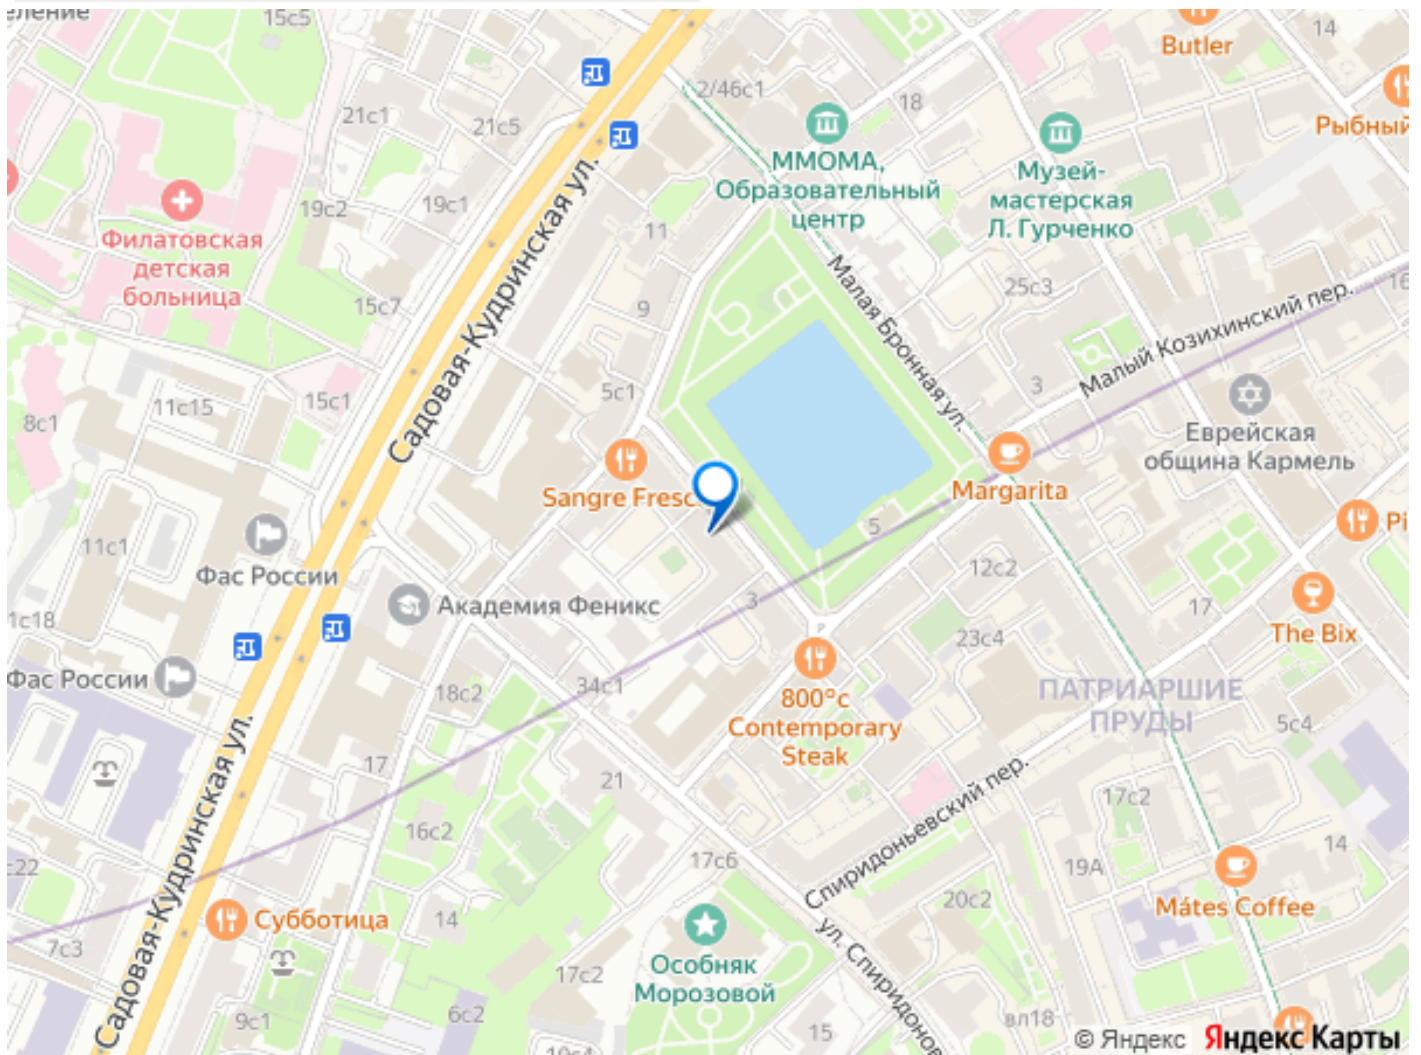 15с5
14
Butler
2/46с1
18
21с1
21с5
Рыбный
ММОМА,
Образовательный
центр
Музей-
мастерская
Л. Гурченко
19с2
19с1
11
Филатовская
детская
больница
15с7
9
25с3
16
Садовая-Кудринская ул.
Малая Бронная ул.
Малый Козихинский пер.
5с1
3
15с1
11с15
8с1
Еврейская
община Кармель
Sangre Fresc
Margarita
Pi
5
11с1
Фас России
12с2
Академия Феникс
3
17
1с18
The Bix
23с4
Фас России
18с2
34с1
800°с
Contemporary
Steak
ПАТРИАРШИЕ
ПРУДЫ
5с4
17
21
Спиридоньевский пер.
17с2
16с2
14
17с6
19А
с22
20с2
Mátes Coffee
Субботица
14
7с3
Садовая-Кудринская ул.
ул. Спиридонов
Особняк
Морозовой
17с2
9с1
6с2
15
вл18
10с4
© Яндекс Яндекс Карты